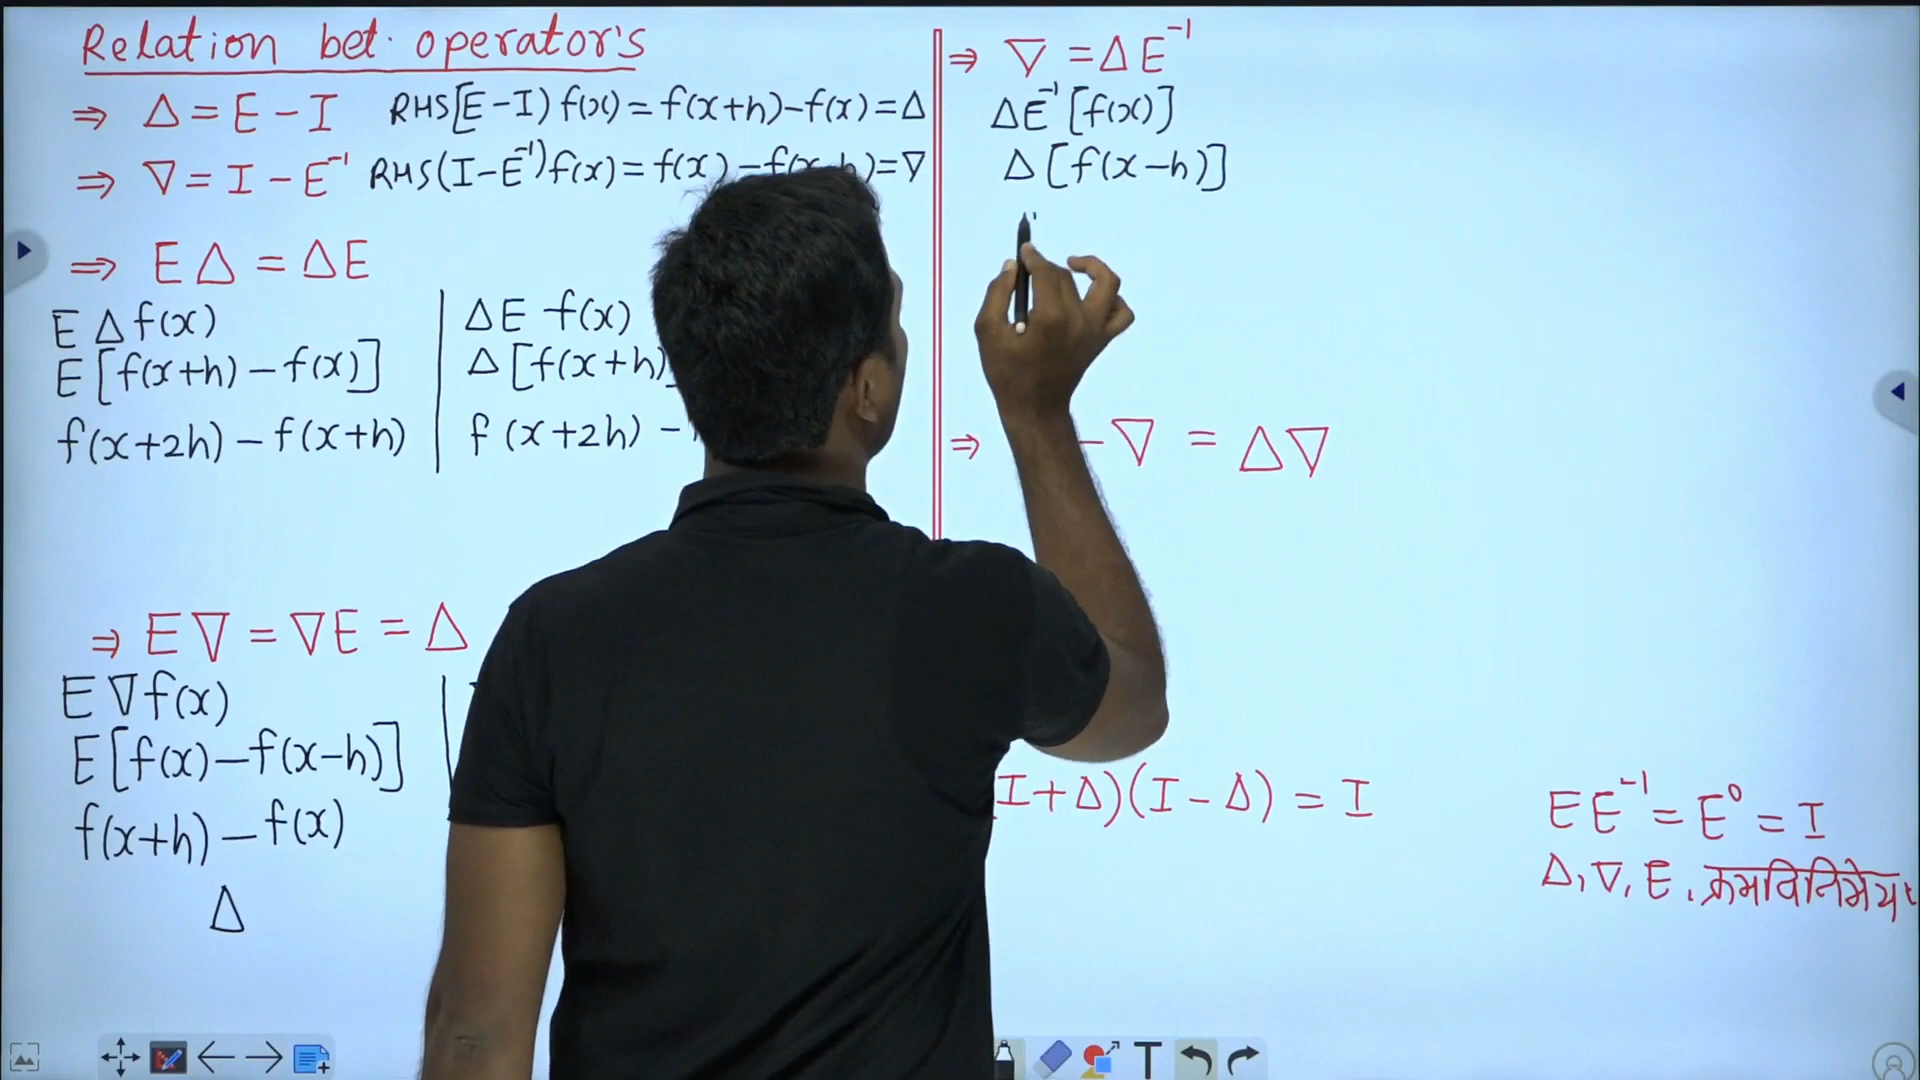 Relation bet. operator's
⇒ Δ = E - I RHS[E-I) f(x) = f(x+h)-f(x) = Δ
⇒ ∇ = I - E⁻¹ RHS(I-E⁻¹)f(x) = f(x) - f(x-h) = ∇
⇒ EΔ = ΔE
EΔf(x)
E[f(x+h) - f(x)]
f(x+2h) - f(x+h)
ΔE f(x)
Δ[f(x+h)
f(x+2h) -
⇒ E∇ = ∇E = Δ
E∇f(x)
E[f(x)-f(x-h)]
f(x+h) - f(x)
Δ
⇒ ∇ = ΔE⁻¹
ΔE⁻¹[f(x)]
Δ[f(x-h)]
⇒ -∇ = Δ∇
I+Δ)(I-Δ) = I
EE⁻¹ = E⁰ = I
Δ, ∇, E, क्रमविनिमेय
T